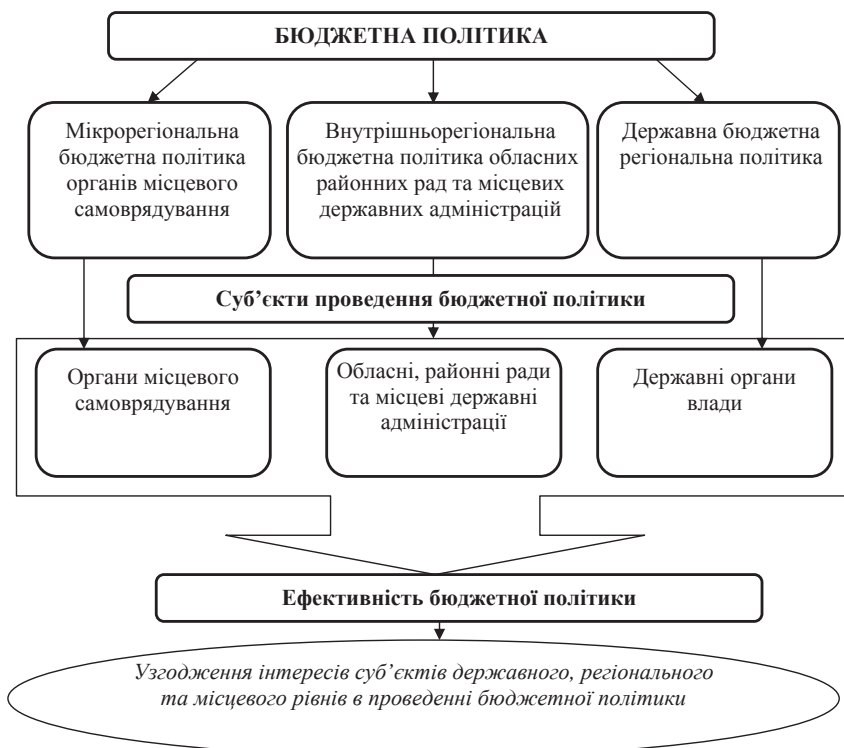 БЮДЖЕТНА ПОЛІТИКА
Мікрорегіональна
бюджетна політика
органів місцевого
самоврядування
Внутрішньорегіональна
бюджетна політика обласних
районних рад та місцевих
державних адміністрацій
Державна бюджетна
регіональна політика
Суб’єкти проведення бюджетної політики
Органи місцевого
самоврядування
Обласні, районні ради
та місцеві державні
адміністрації
Державні органи
влади
Ефективність бюджетної політики
Узгодження інтересів суб’єктів державного, регіонального
та місцевого рівнів в проведенні бюджетної політики